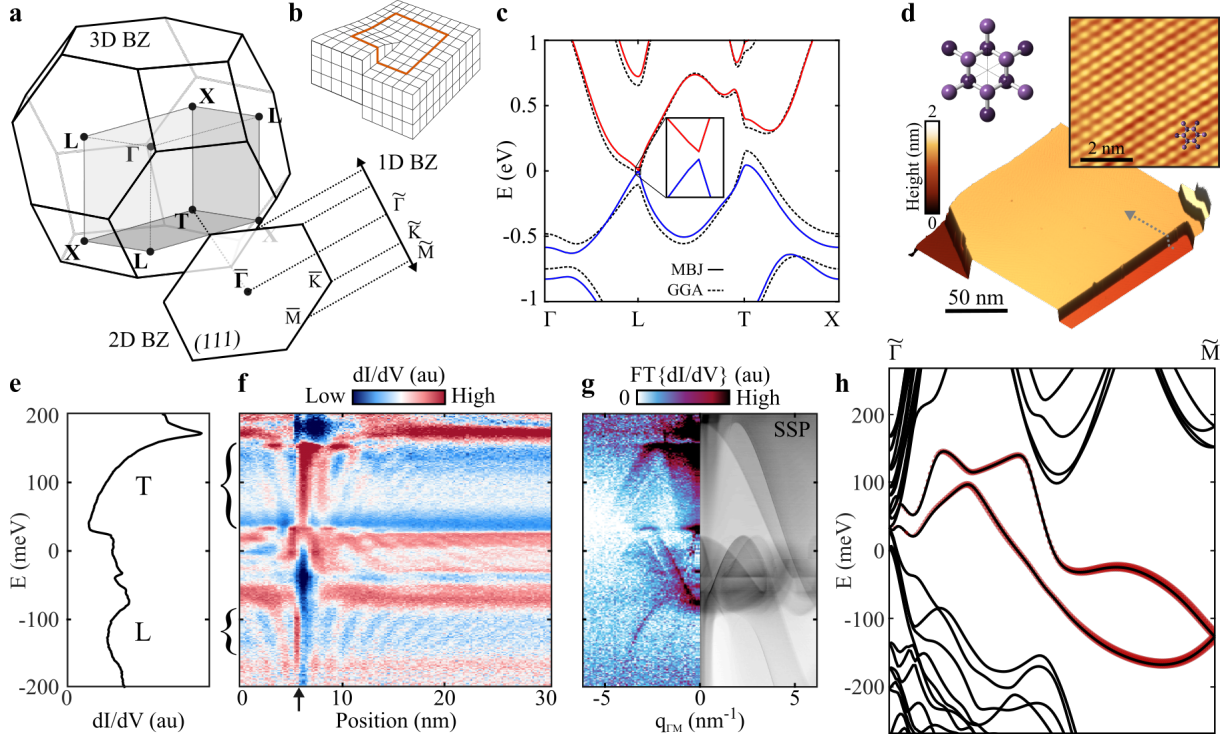 a
3D BZ
X
L
L
Γ
T
X
L
X
1D BZ
Γ̃
K̃
M̃
Γ̅
K̅
M̅
2D BZ
(111)
b
c
E (eV)
1
0.5
0
-0.5
-1
MBJ
GGA
Γ
L
T
X
d
2
Height (nm)
0
2 nm
50 nm
e
E (meV)
200
100
0
-100
-200
T
L
0
dI/dV (au)
f
dI/dV (au)
Low
High
0
10
20
30
Position (nm)
g
FT{dI/dV} (au)
0
High
SSP
-5
0
5
q_ΓM (nm⁻¹)
h
Γ̃
M̃
E (meV)
200
100
0
-100
-200